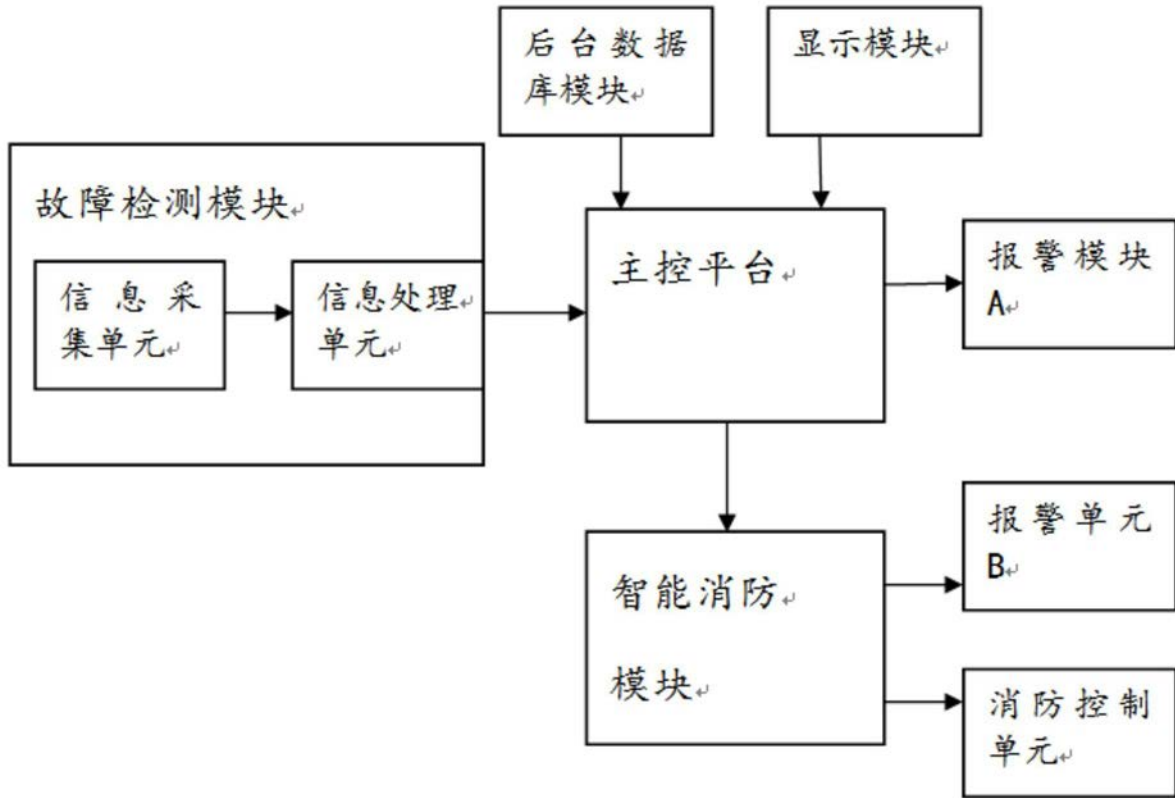 后台数据
库模块
显示模块
故障检测模块
信息采
集单元
信息处理
单元
主控平台
报警模块
A
智能消防
模块
报警单元
B
消防控制
单元